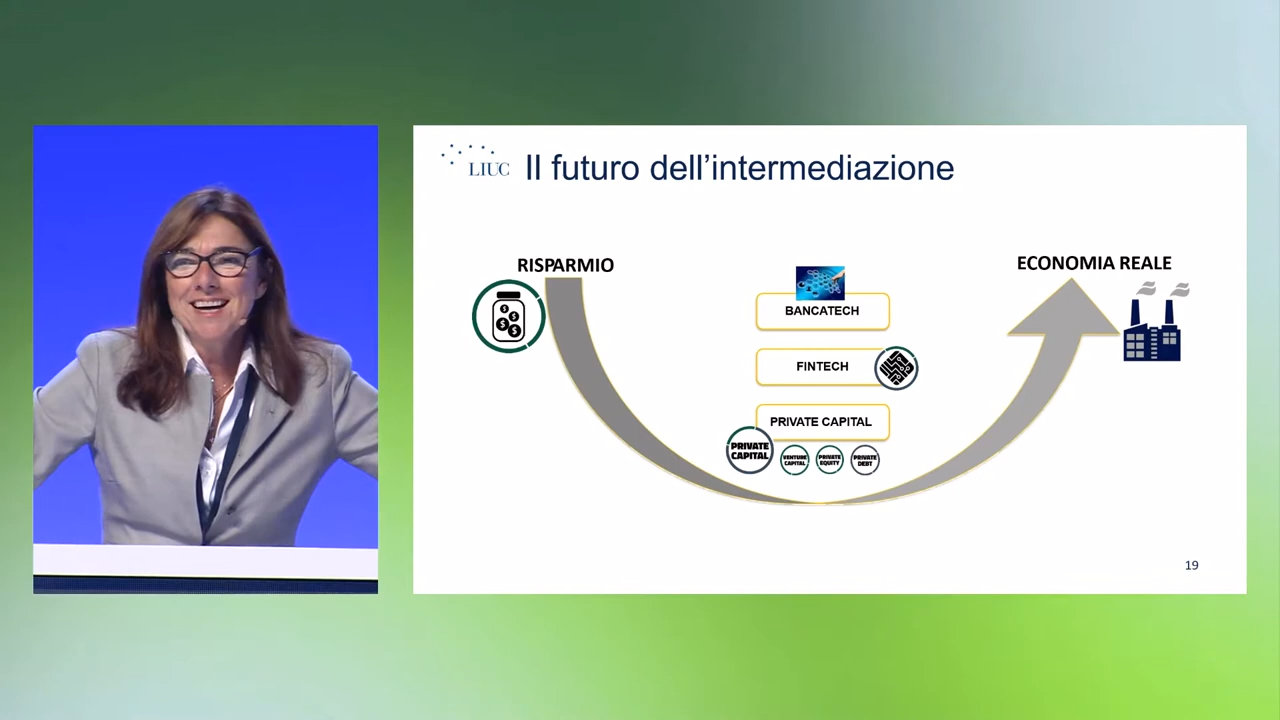 LIUC
Il futuro dell'intermediazione
RISPARMIO
ECONOMIA REALE
BANCATECH
FINTECH
PRIVATE CAPITAL
PRIVATE
CAPITAL
VENTURE
CAPITAL
PRIVATE
EQUITY
PRIVATE
DEBT
19